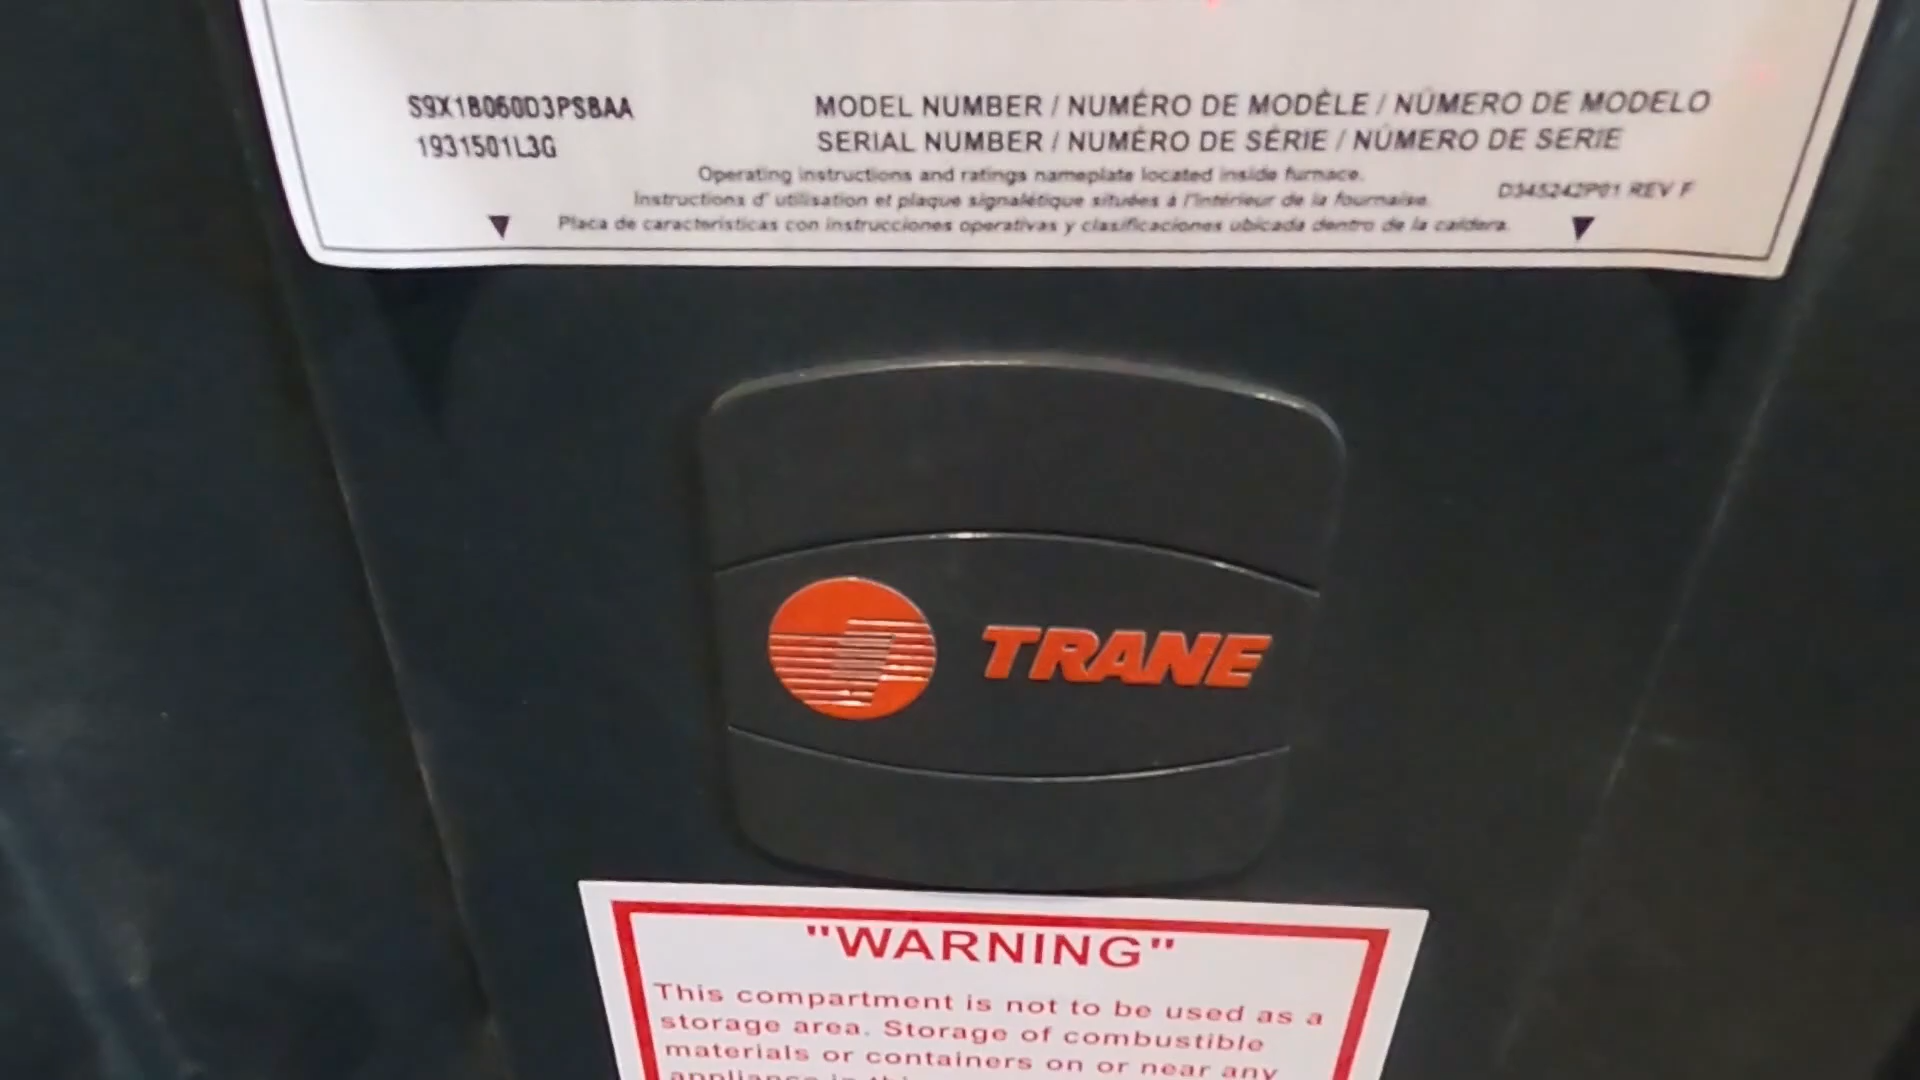 S9X1B060D3PSBAA MODEL NUMBER / NUMÉRO DE MODÈLE / NÚMERO DE MODELO
1931501L3G SERIAL NUMBER / NUMÉRO DE SÉRIE / NÚMERO DE SERIE
Operating instructions and ratings nameplate located inside furnace.
Instructions d' utilisation et plaque signalétique situées à l'intérieur de la fournaise.
D345242P01 REV F
Placa de características con instrucciones operativas y clasificaciones ubicada dentro de la caldera.
TRANE
"WARNING"
This compartment is not to be used as a
storage area. Storage of combustible
materials or containers on or near any
appliance in